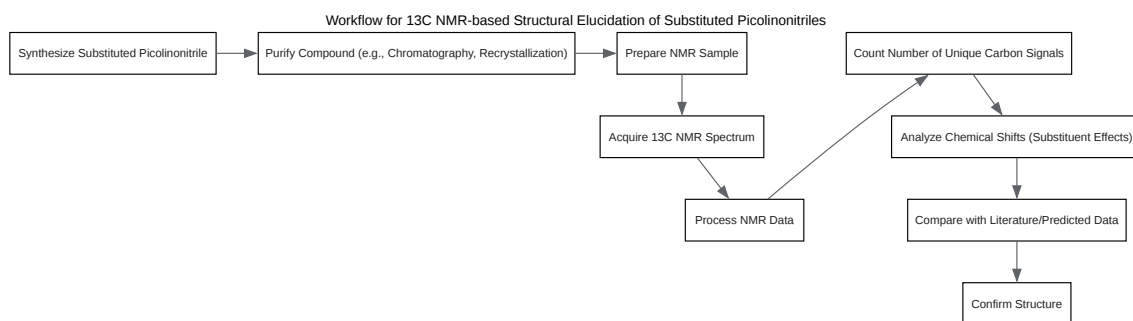 Workflow for 13C NMR-based Structural Elucidation of Substituted Picolinonitriles
Synthesize Substituted Picolinonitrile
Purify Compound (e.g., Chromatography, Recrystallization)
Prepare NMR Sample
Acquire 13C NMR Spectrum
Process NMR Data
Count Number of Unique Carbon Signals
Analyze Chemical Shifts (Substituent Effects)
Compare with Literature/Predicted Data
Confirm Structure